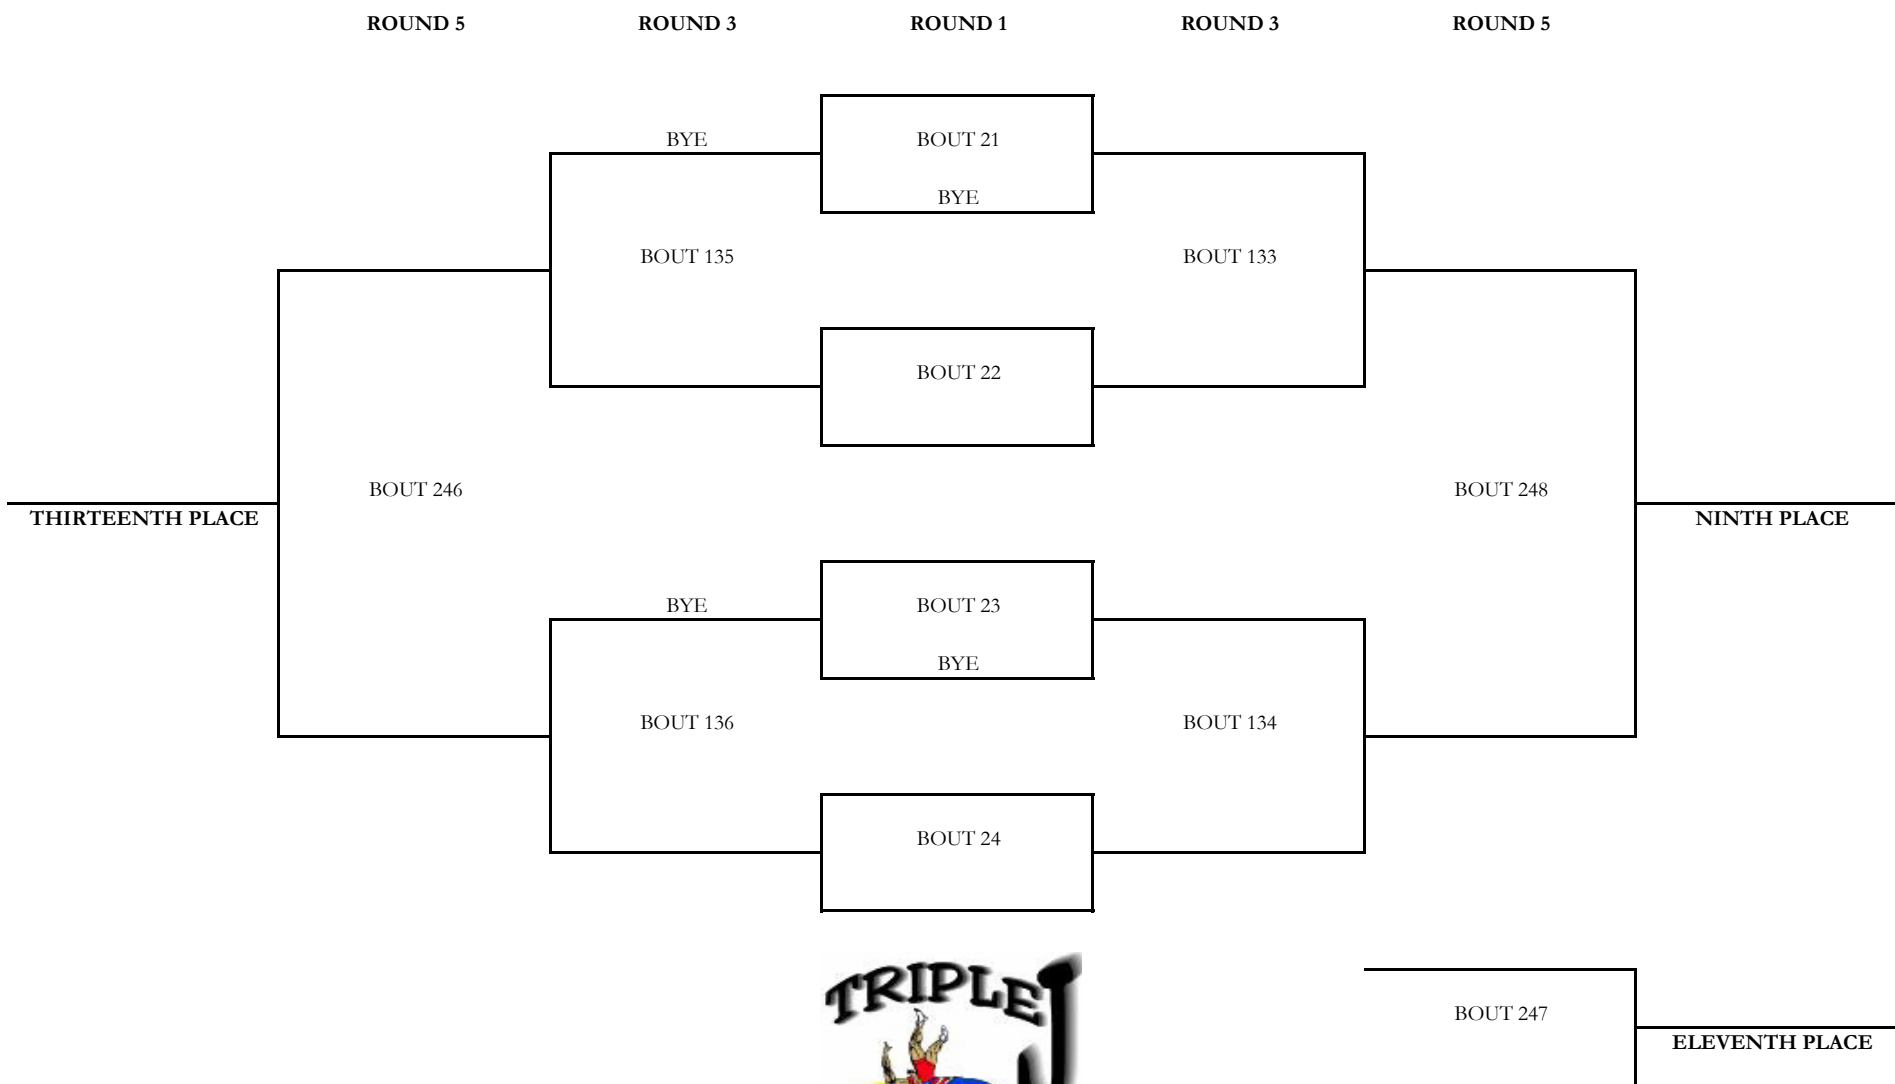 ROUND 5 ROUND 3 ROUND 1 ROUND 3 ROUND 5
BYE BOUT 21
BYE
BOUT 135 BOUT 133
BOUT 22
BOUT 246 BOUT 248
THIRTEENTH PLACE NINTH PLACE
BYE BOUT 23
BYE
BOUT 136 BOUT 134
BOUT 24
TRIPLE J
BOUT 247
ELEVENTH PLACE